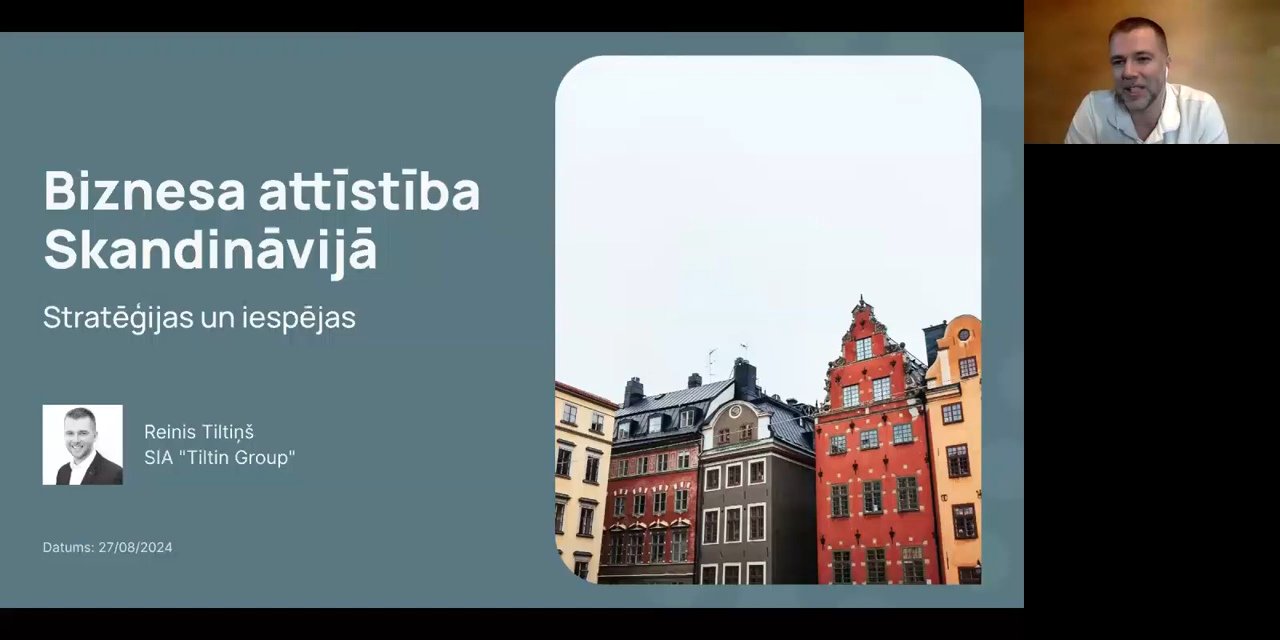 Biznesa attīstība
Skandināvijā
Stratēģijas un iespējas
Reinis Tiltiņš
SIA "Tiltin Group"
Datums: 27/08/2024